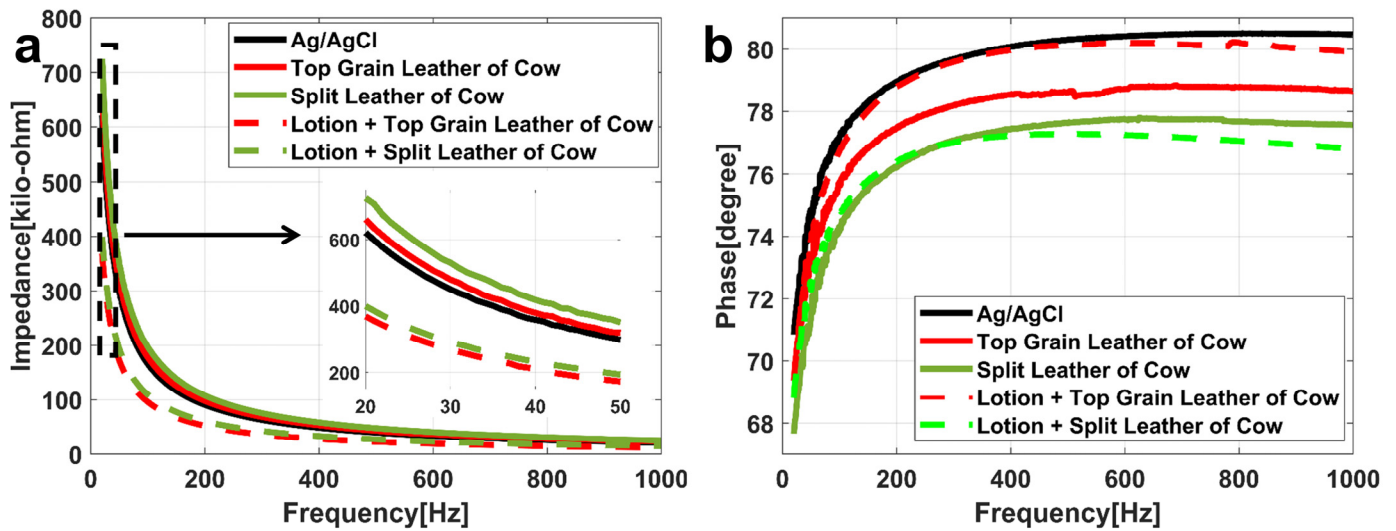 a
800
700
600
500
400
300
200
100
0
Impedance[kilo-ohm]
Ag/AgCl
Top Grain Leather of Cow
Split Leather of Cow
Lotion + Top Grain Leather of Cow
Lotion + Split Leather of Cow
600
400
200
20 30 40 50
0 200 400 600 800 1000
Frequency[Hz]
b
80
78
76
74
72
70
68
Phase[degree]
Ag/AgCl
Top Grain Leather of Cow
Split Leather of Cow
Lotion + Top Grain Leather of Cow
Lotion + Split Leather of Cow
0 200 400 600 800 1000
Frequency[Hz]